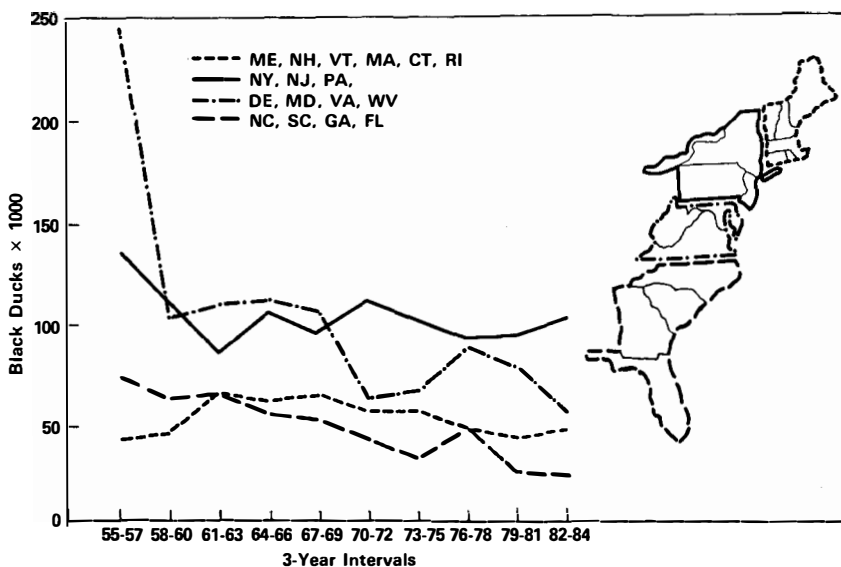 250
200
150
100
50
0
Black Ducks × 1000
ME, NH, VT, MA, CT, RI
NY, NJ, PA,
DE, MD, VA, WV
NC, SC, GA, FL
55-57 58-60 61-63 64-66 67-69 70-72 73-75 76-78 79-81 82-84
3-Year Intervals